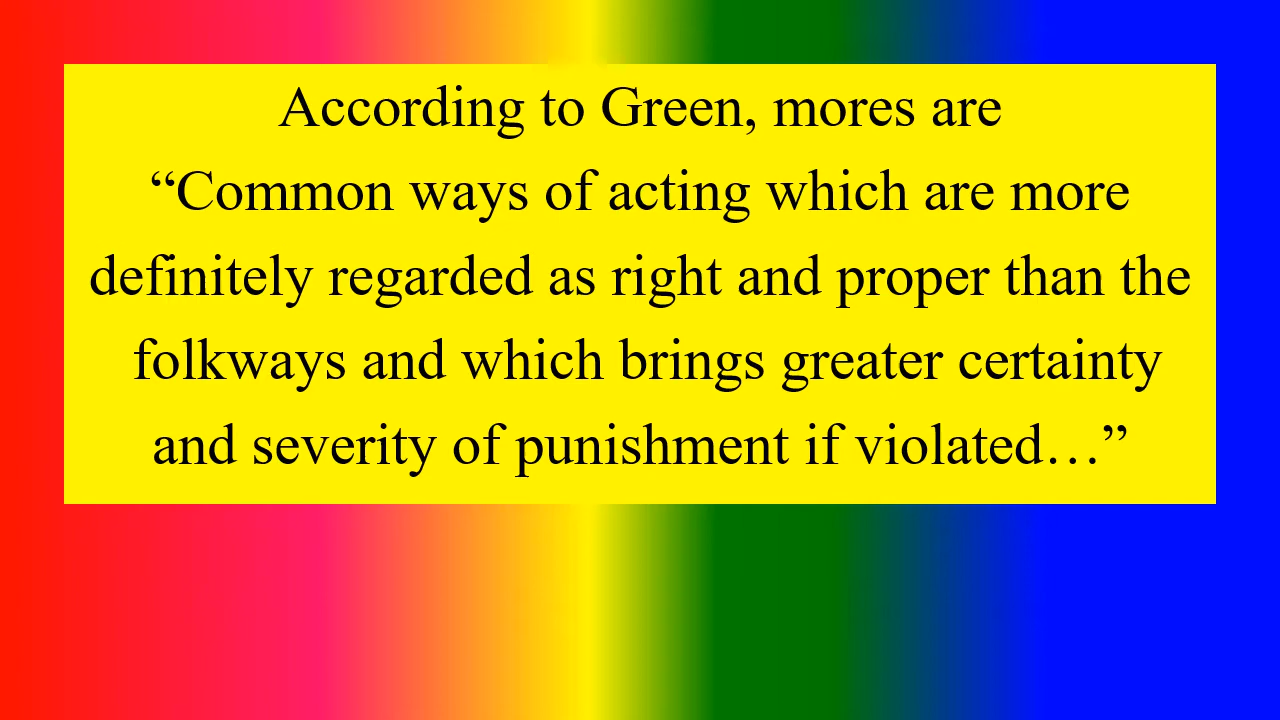 According to Green, mores are
“Common ways of acting which are more
definitely regarded as right and proper than the
folkways and which brings greater certainty
and severity of punishment if violated…”